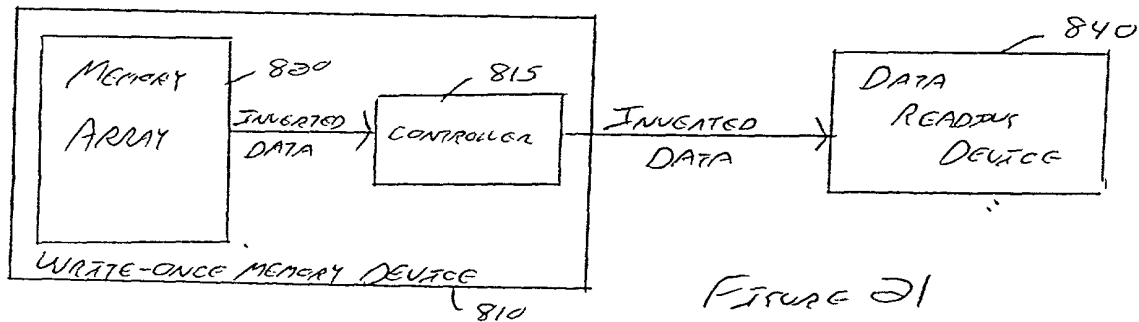 840
MEMORY
ARRAY
820
815
INVERTED
DATA
CONTROLLER
INVERTED
DATA
DATA
READING
DEVICE
WRITE-ONCE MEMORY DEVICE
810
FIGURE 21